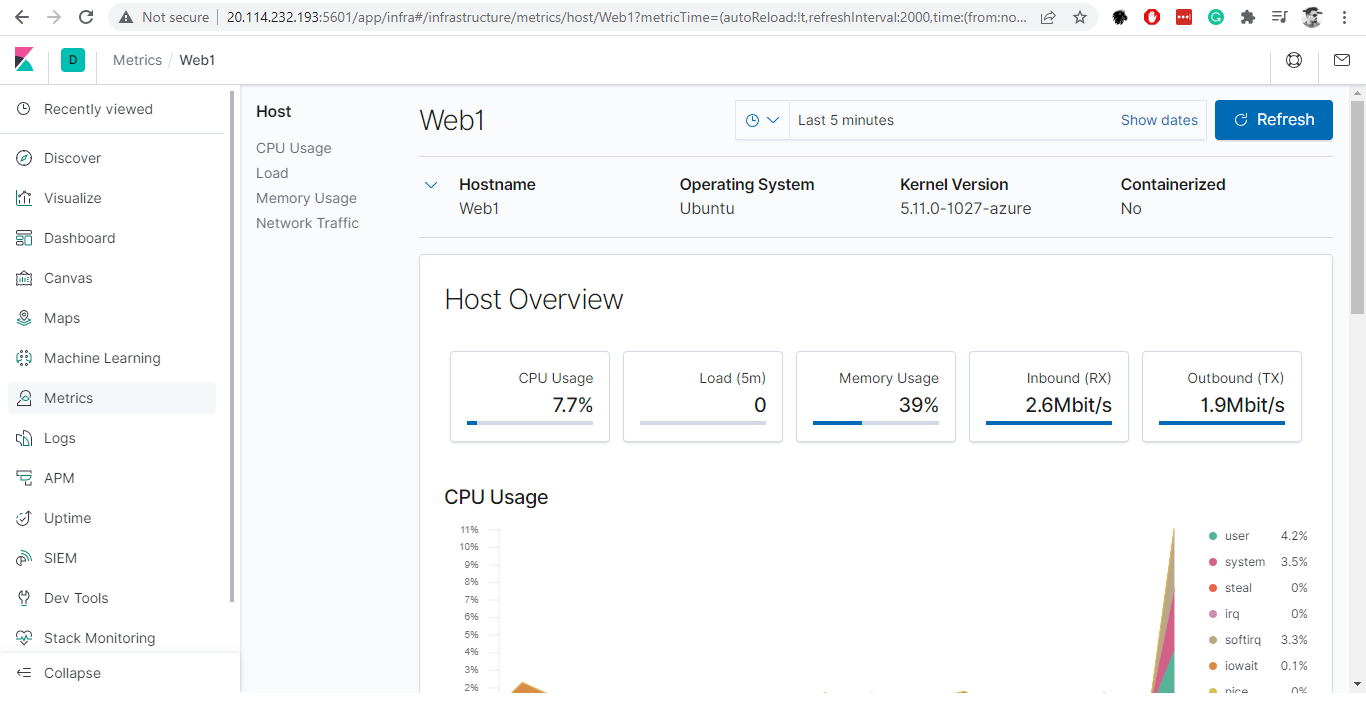 Not secure
20.114.232.193:5601/app/infra#/infrastructure/metrics/host/Web1?metricTime=(autoReload:!t,refreshInterval:2000,time:(from:no...
D
Metrics / Web1
Recently viewed
Discover
Visualize
Dashboard
Canvas
Maps
Machine Learning
Metrics
Logs
APM
Uptime
SIEM
Dev Tools
Stack Monitoring
Collapse
Host
CPU Usage
Load
Memory Usage
Network Traffic
Web1
Last 5 minutes
Show dates
Refresh
Hostname
Web1
Operating System
Ubuntu
Kernel Version
5.11.0-1027-azure
Containerized
No
Host Overview
CPU Usage
7.7%
Load (5m)
0
Memory Usage
39%
Inbound (RX)
2.6Mbit/s
Outbound (TX)
1.9Mbit/s
CPU Usage
11%
10%
9%
8%
7%
6%
5%
4%
3%
2%
user 4.2%
system 3.5%
steal 0%
irq 0%
softirq 3.3%
iowait 0.1%
nice 0%